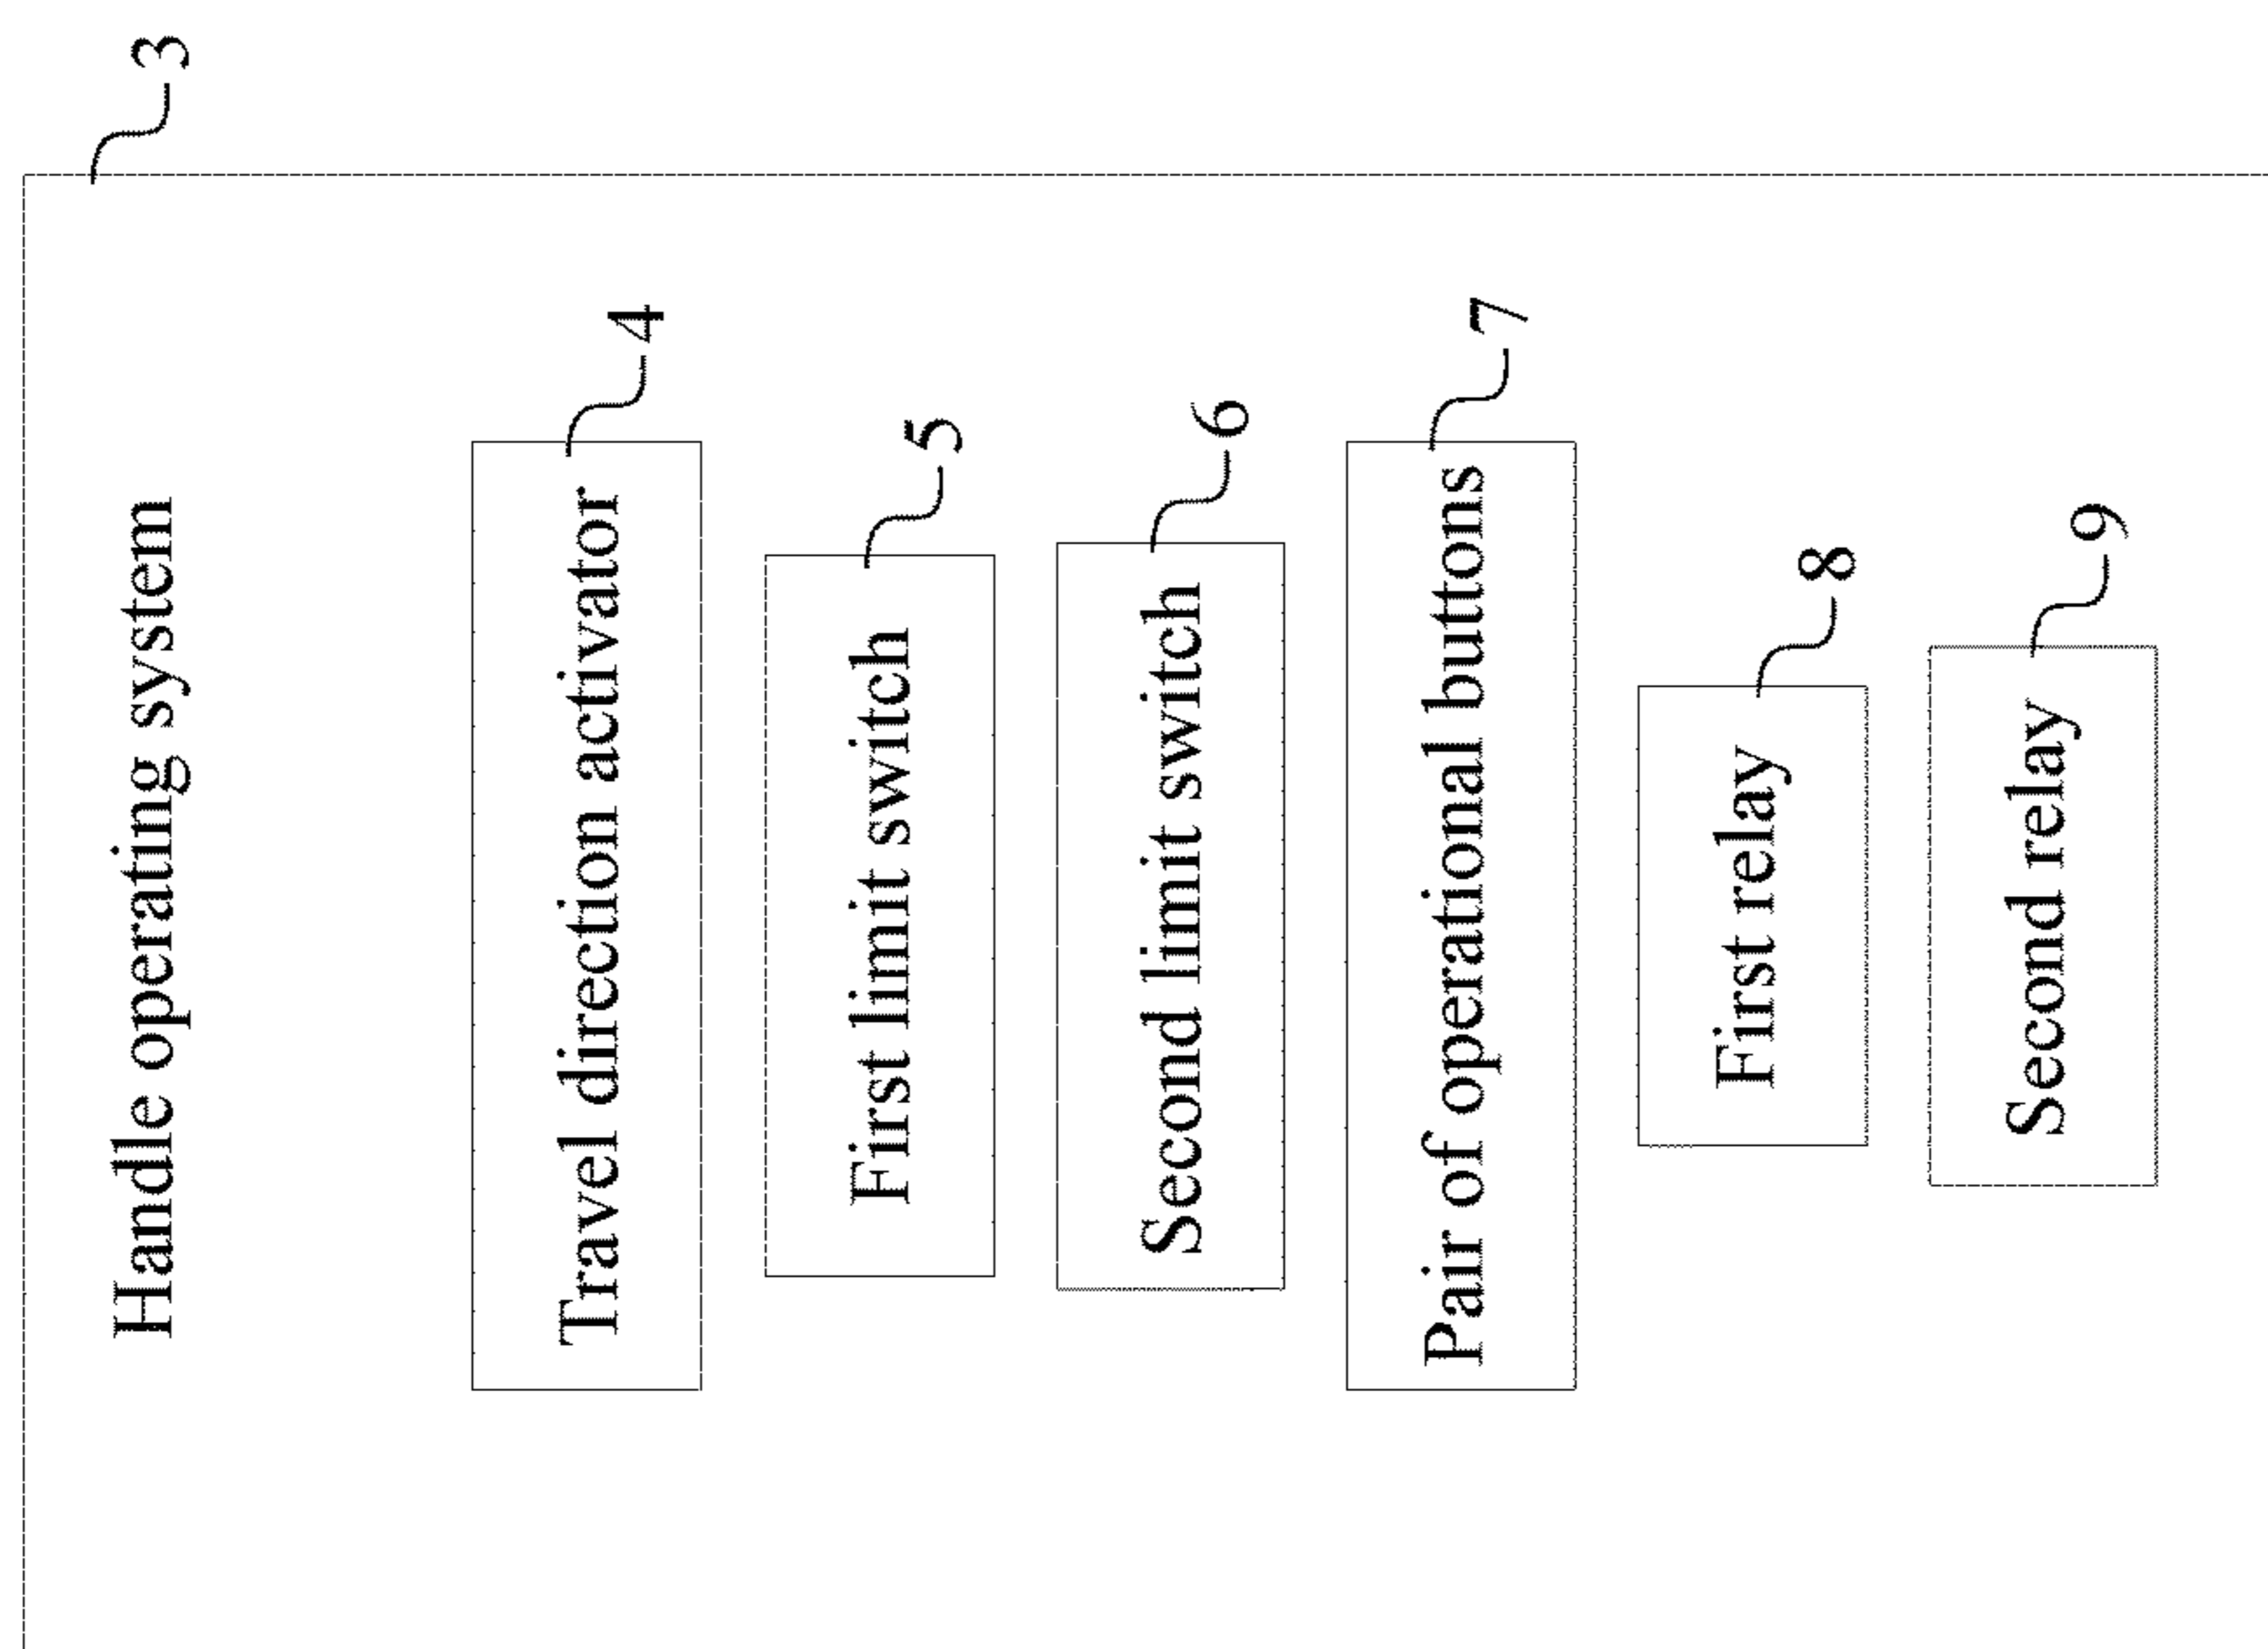 3
Handle operating system
4
Travel direction activator
5
First limit switch
6
Second limit switch
7
Pair of operational buttons
8
First relay
9
Second relay